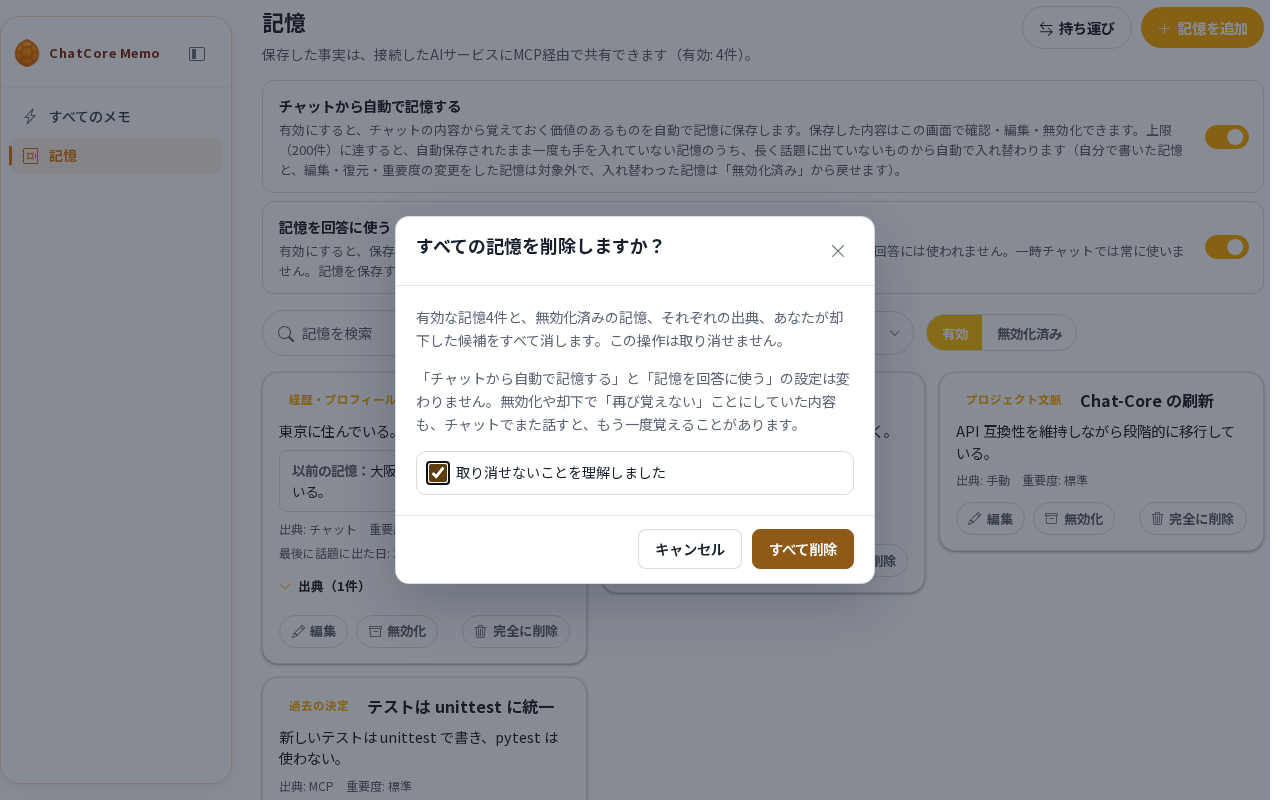 ChatCore Memo
すべてのメモ
記憶
記憶
保存した事実は、接続したAIサービスにMCP経由で共有できます（有効: 4件）。
持ち運び
記憶を追加
チャットから自動で記憶する
有効にすると、チャットの内容から覚えておく価値のあるものを自動で記憶に保存します。保存した内容はこの画面で確認・編集・無効化できます。上限
（200件）に達すると、自動保存されたまま一度も手を入れていない記憶のうち、長く話題に出ていないものから自動で入れ替わります（自分で書いた記憶
と、編集・復元・重要度の変更をした記憶は対象外で、入れ替わった記憶は「無効化済み」から戻せます）。
記憶を回答に使う
有効にすると、保存
回答には使われません。一時チャットでは常に使いま
せん。記憶を保存す
記憶を検索
有効
無効化済み
すべての記憶を削除しますか？
有効な記憶4件と、無効化済みの記憶、それぞれの出典、あなたが却
下した候補をすべて消します。この操作は取り消せません。
「チャットから自動で記憶する」と「記憶を回答に使う」の設定は変
わりません。無効化や却下で「再び覚えない」ことにしていた内容
も、チャットでまた話すと、もう一度覚えることがあります。
取り消せないことを理解しました
キャンセル
すべて削除
経歴・プロフィール
東京に住んでいる。
以前の記憶：大阪
いる。
出典: チャット 重要
最後に話題に出た日:
出典（1件）
編集
無効化
完全に削除
く。
削除
プロジェクト文脈
Chat-Core の刷新
API 互換性を維持しながら段階的に移行して
いる。
出典: 手動 重要度: 標準
編集
無効化
完全に削除
過去の決定
テストは unittest に統一
新しいテストは unittest で書き、pytest は
使わない。
出典: MCP 重要度: 標準